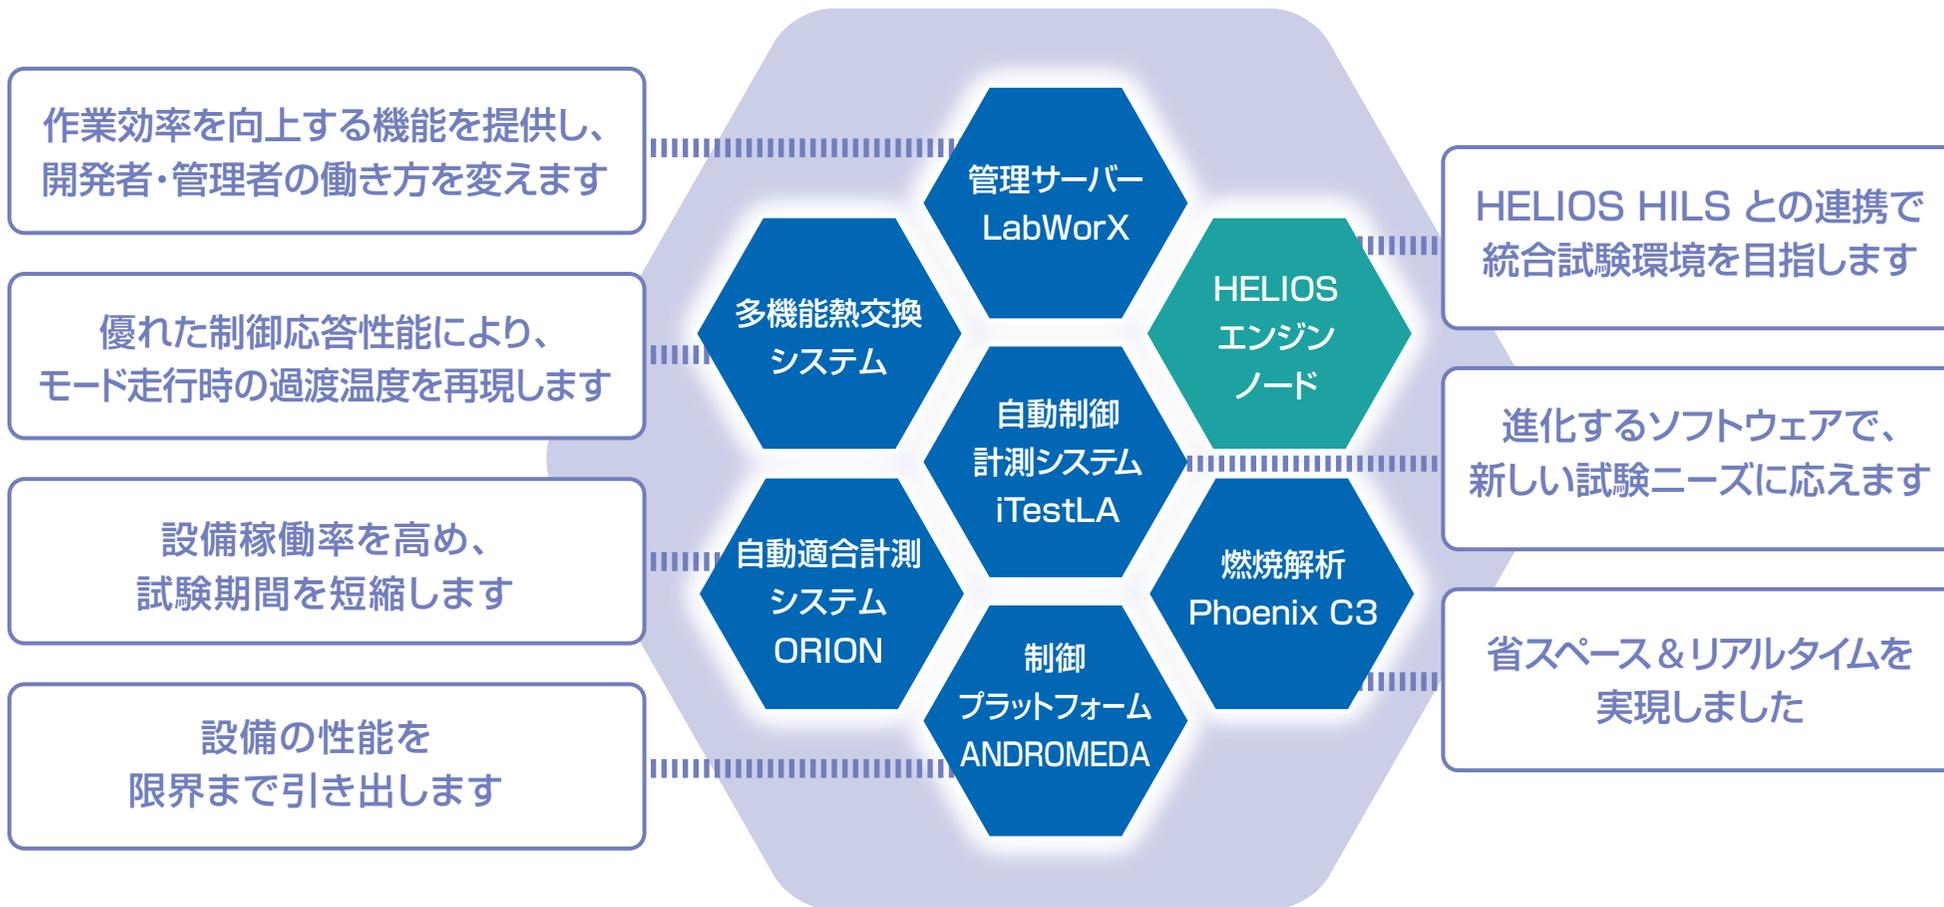 作業効率を向上する機能を提供し、
開発者・管理者の働き方を変えます
優れた制御応答性能により、
モード走行時の過渡温度を再現します
設備稼働率を高め、
試験期間を短縮します
設備の性能を
限界まで引き出します
管理サーバー
LabWorX
多機能熱交換
システム
HELIOS
エンジン
ノード
自動制御
計測システム
iTestLA
自動適合計測
システム
ORION
燃焼解析
Phoenix C3
制御
プラットフォーム
ANDROMEDA
HELIOS HILS との連携で
統合試験環境を目指します
進化するソフトウェアで、
新しい試験ニーズに応えます
省スペース&リアルタイムを
実現しました